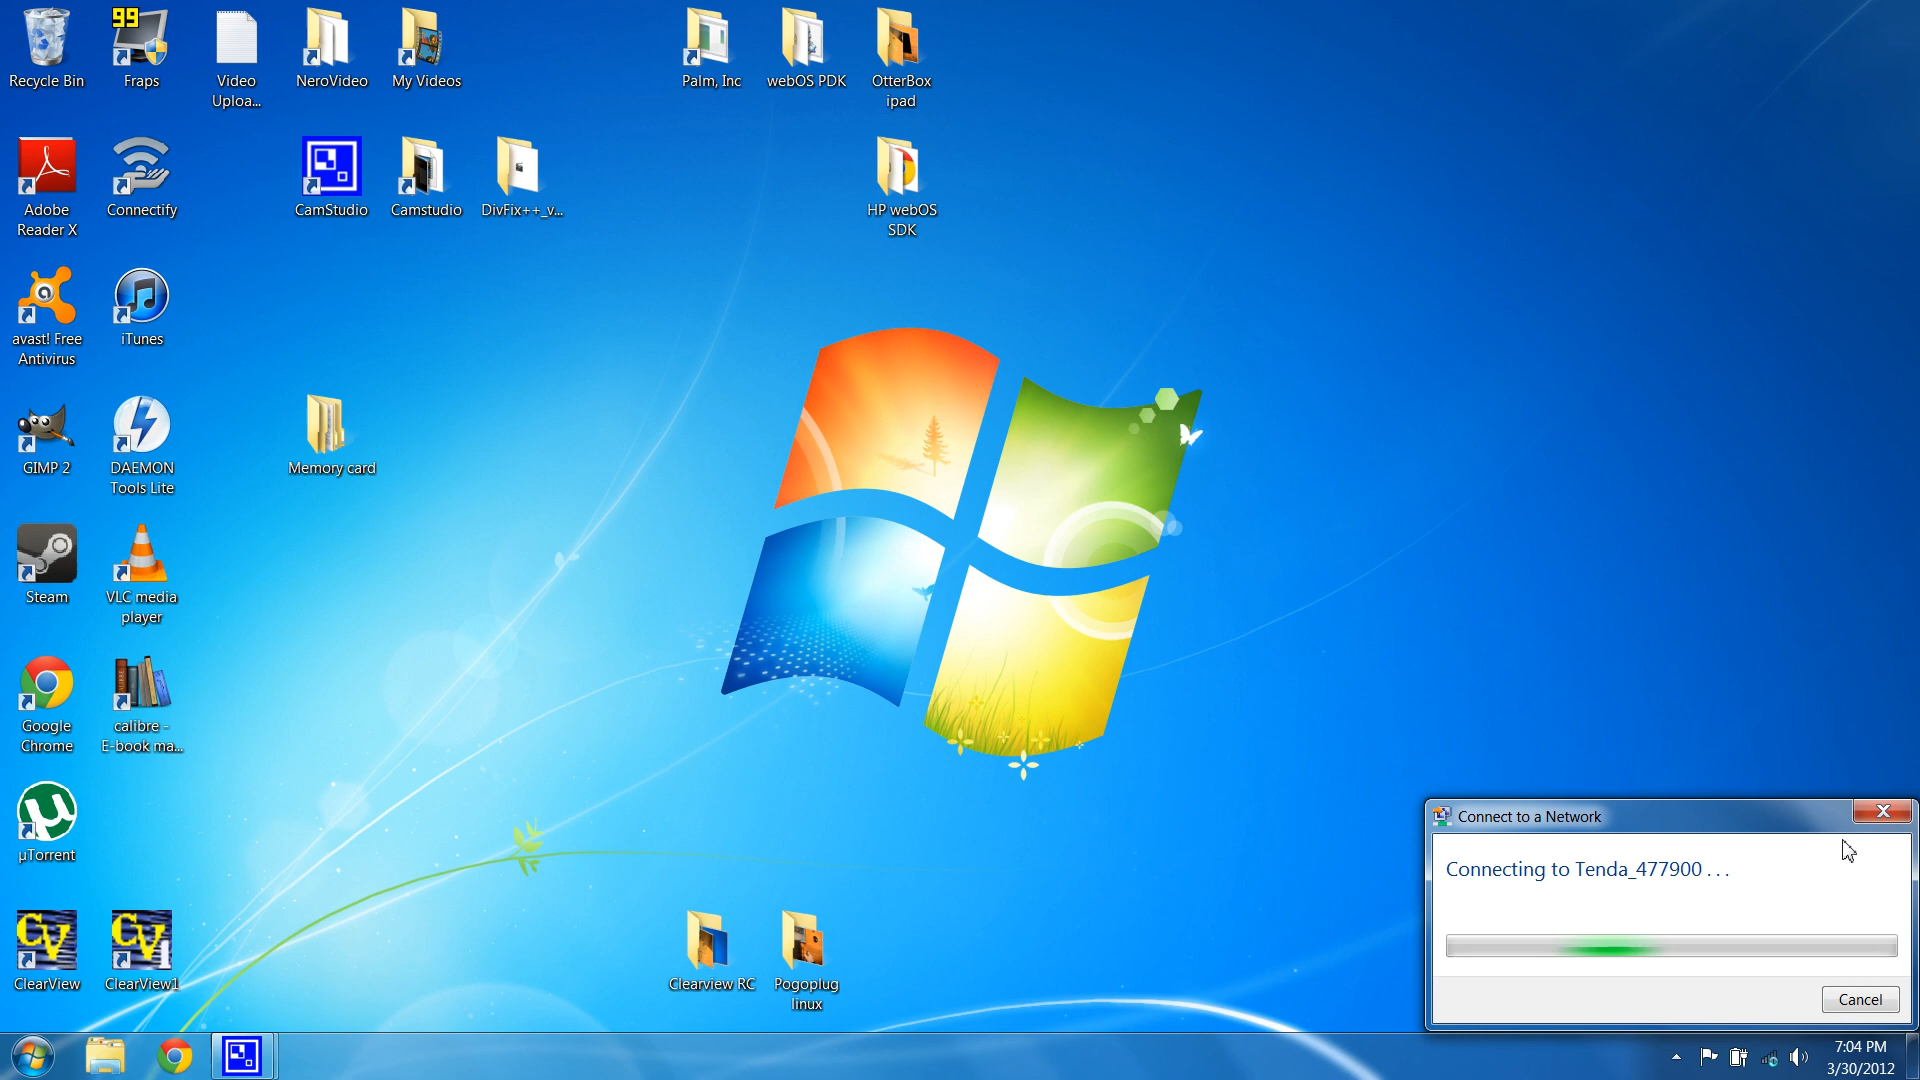 99
Recycle Bin
Fraps
Video
Uploa...
NeroVideo
My Videos
Palm, Inc
webOS PDK
OtterBox
ipad
Adobe
Reader X
Connectify
CamStudio
Camstudio
DivFix++_v...
HP webOS
SDK
avast! Free
Antivirus
iTunes
GIMP 2
DAEMON
Tools Lite
Memory card
Steam
VLC media
player
Google
Chrome
calibre -
E-book ma...
µTorrent
CV
ClearView
CV1
ClearView1
Clearview RC
Pogoplug
linux
Connect to a Network
Connecting to Tenda_477900 . . .
Cancel
7:04 PM
3/30/2012